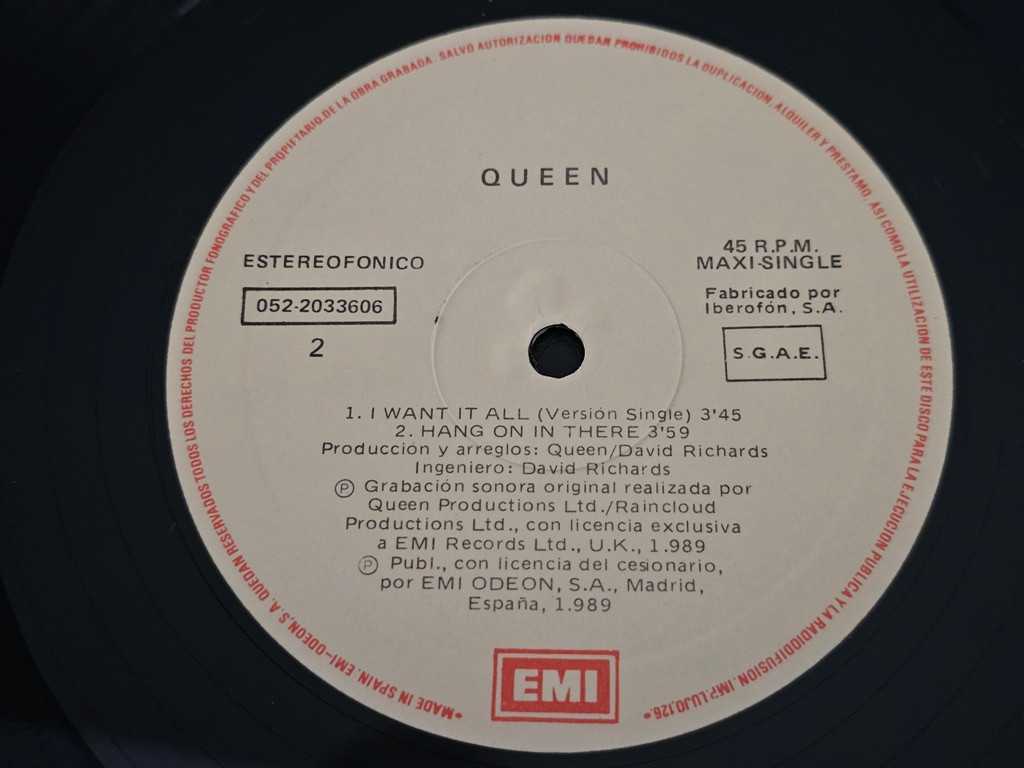 QUEEN
ESTEREOFONICO
052-2033606
2
45 R.P.M.
MAXI-SINGLE
Fabricado por
Iberofón, S.A.
S.G.A.E.
1. I WANT IT ALL (Versión Single) 3'45
2. HANG ON IN THERE 3'59
Producción y arreglos: Queen/David Richards
Ingeniero: David Richards
Ⓟ Grabación sonora original realizada por
Queen Productions Ltd./Raincloud
Productions Ltd., con licencia exclusiva
a EMI Records Ltd., U.K., 1.989
Ⓟ Publ., con licencia del cesionario,
por EMI ODEON, S.A., Madrid,
España, 1.989
EMI
•MADE IN SPAIN. EMI-ODEON, S.A. QUEDAN RESERVADOS TODOS LOS DERECHOS DEL PRODUCTOR FONOGRAFICO Y DEL PROPIETARIO DE LA OBRA GRABADA. SALVO AUTORIZACION QUEDAN PROHIBIDOS LA DUPLICACION, ALQUILER Y PRESTAMO, ASI COMO LA UTILIZACION DE ESTE DISCO PARA LA EJECUCION PUBLICA Y LA RADIODIFUSION. IMP. LUJO, 126.•